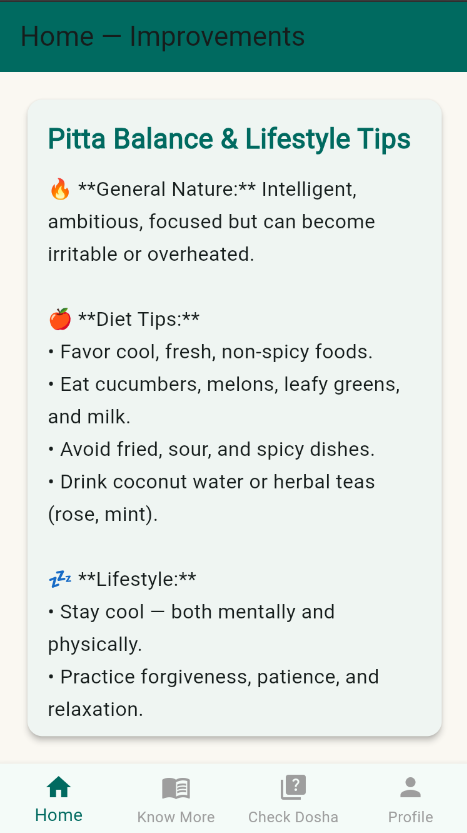 Home — Improvements
Pitta Balance & Lifestyle Tips
🔥 **General Nature:** Intelligent,
ambitious, focused but can become
irritable or overheated.
🍎 **Diet Tips:**
• Favor cool, fresh, non-spicy foods.
• Eat cucumbers, melons, leafy greens,
and milk.
• Avoid fried, sour, and spicy dishes.
• Drink coconut water or herbal teas
(rose, mint).
💤 **Lifestyle:**
• Stay cool — both mentally and
physically.
• Practice forgiveness, patience, and
relaxation.
Home
Know More
Check Dosha
Profile